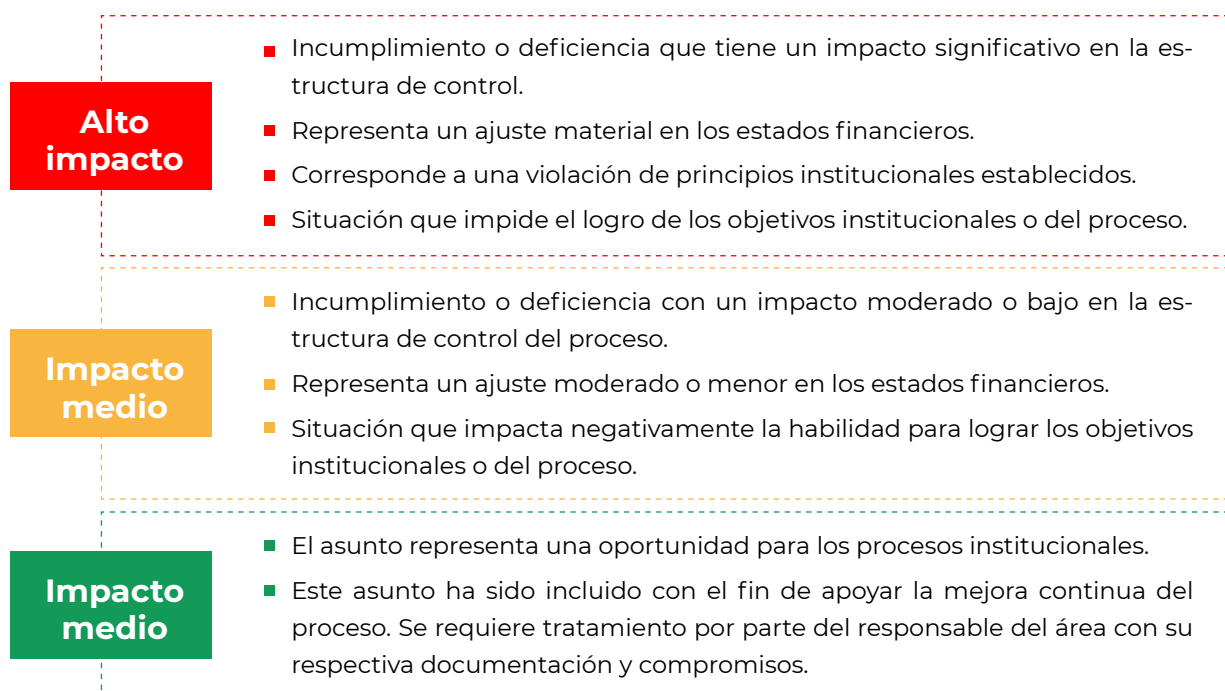 Alto
impacto
Incumplimiento o deficiencia que tiene un impacto significativo en la es-
tructura de control.
Representa un ajuste material en los estados financieros.
Corresponde a una violación de principios institucionales establecidos.
Situación que impide el logro de los objetivos institucionales o del proceso.
Impacto
medio
Incumplimiento o deficiencia con un impacto moderado o bajo en la es-
tructura de control del proceso.
Representa un ajuste moderado o menor en los estados financieros.
Situación que impacta negativamente la habilidad para lograr los objetivos
institucionales o del proceso.
Impacto
medio
El asunto representa una oportunidad para los procesos institucionales.
Este asunto ha sido incluido con el fin de apoyar la mejora continua del
proceso. Se requiere tratamiento por parte del responsable del área con su
respectiva documentación y compromisos.